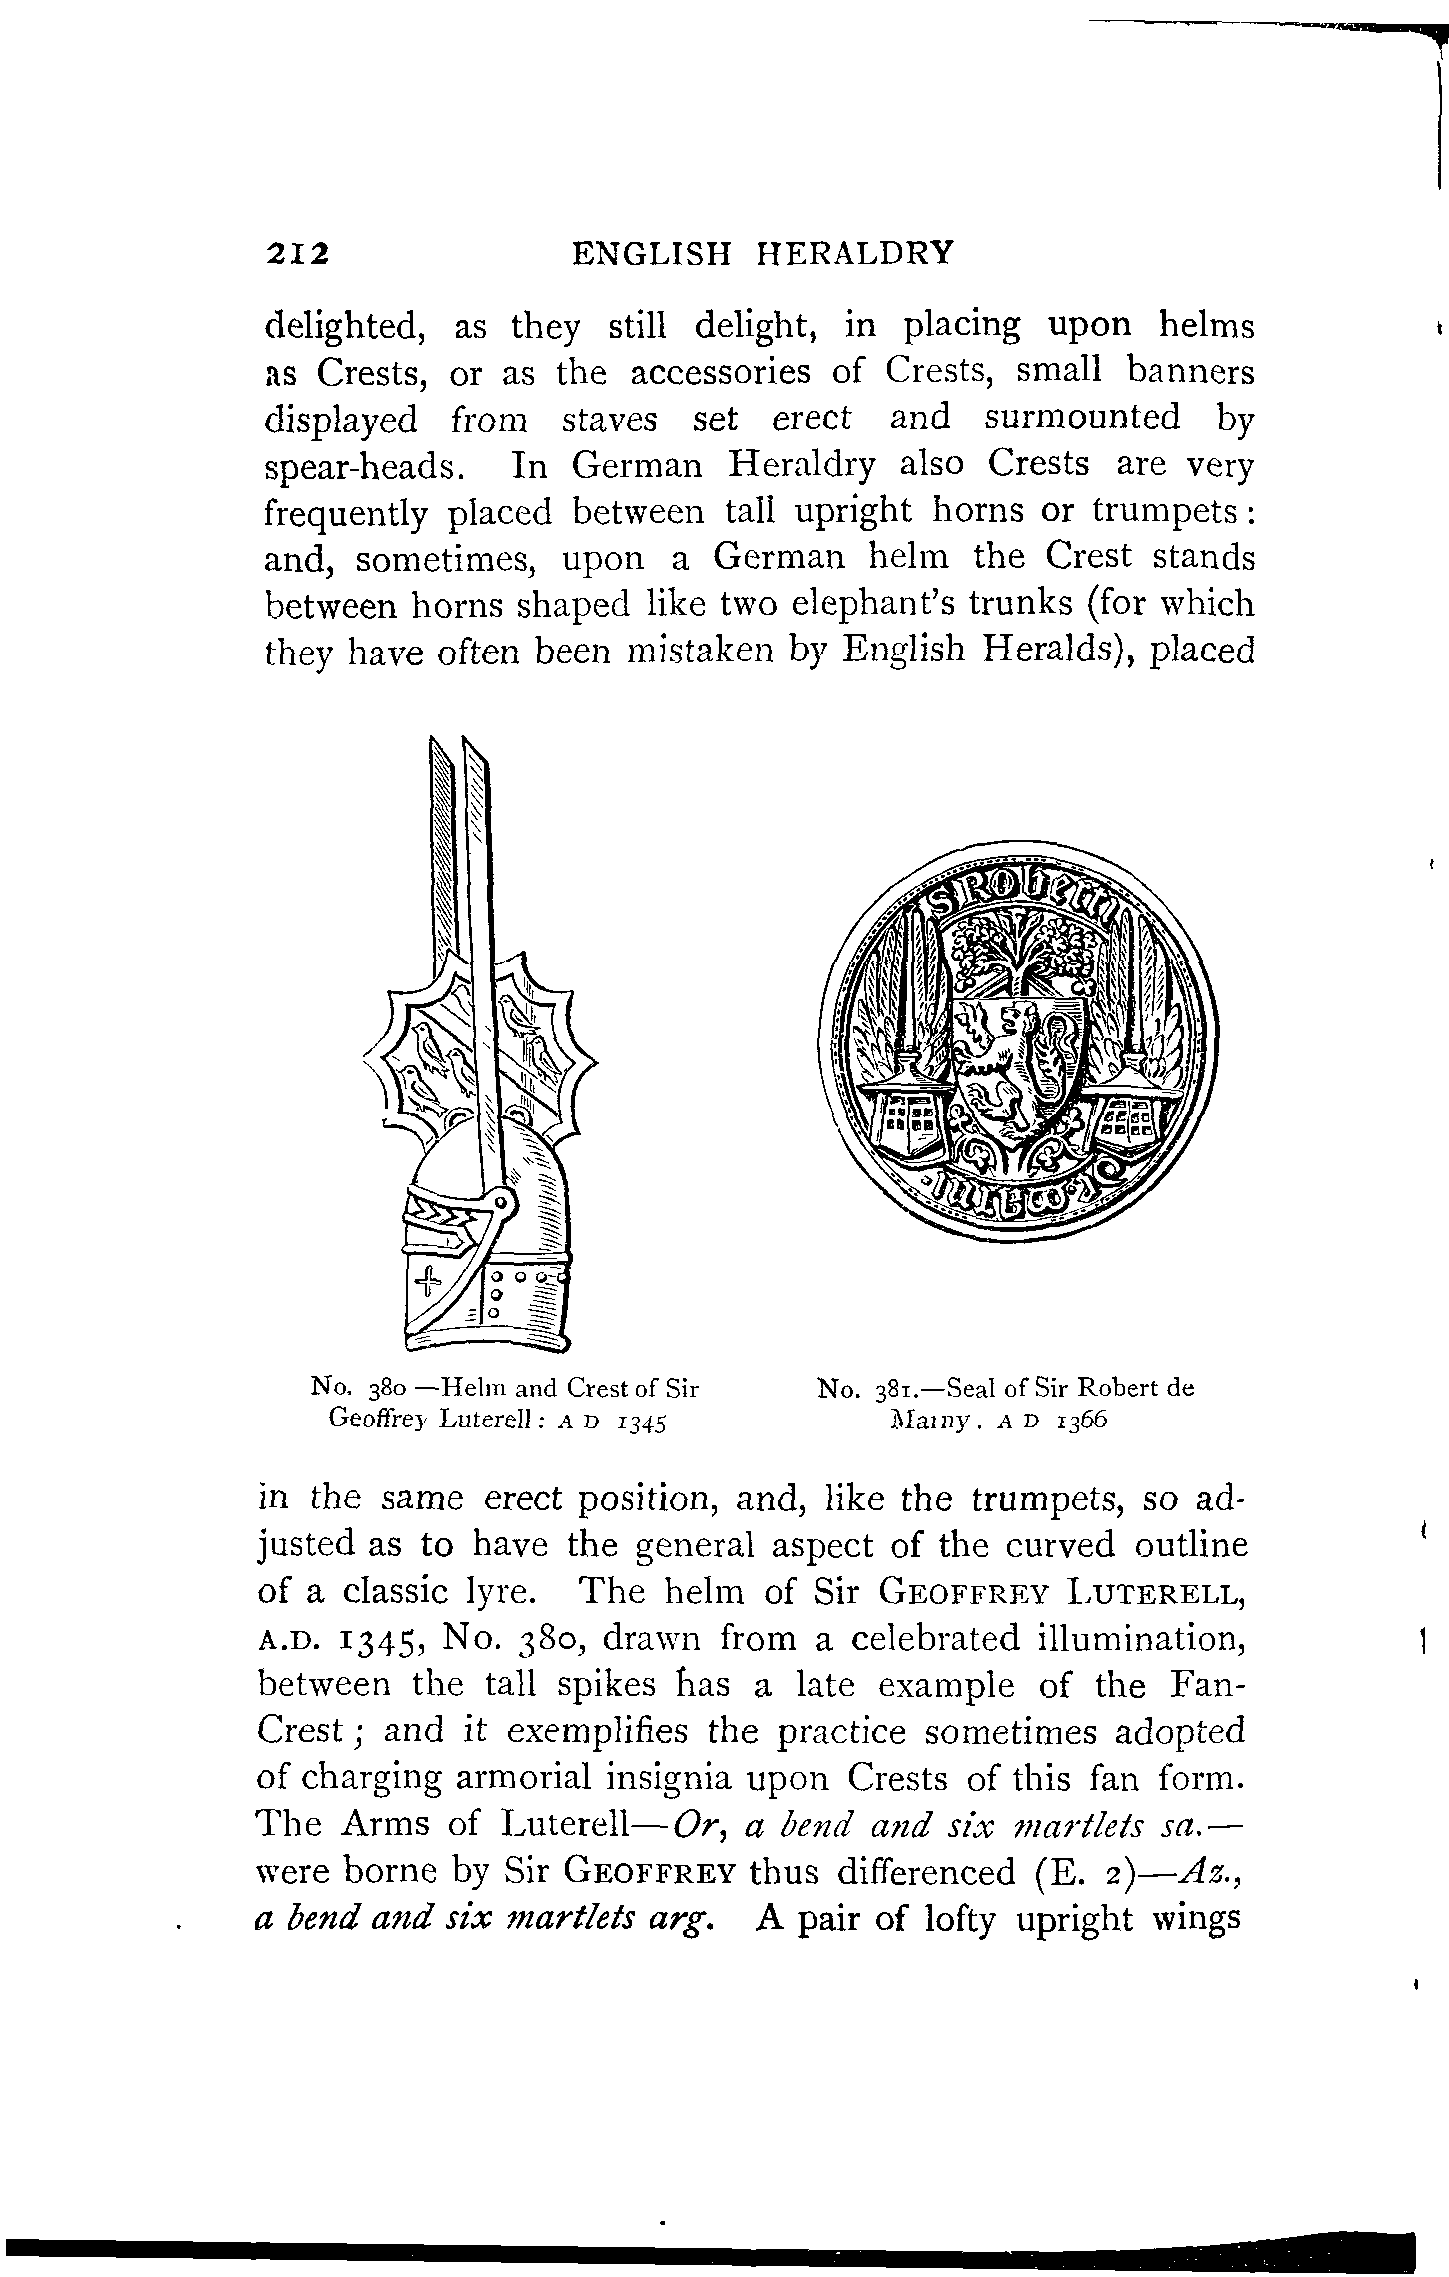 212 ENGLISH HERALDRY
delighted, as they still delight, in placing upon helms
as Crests, or as the accessories of Crests, small banners
displayed from staves set erect and surmounted by
spear-heads. In German Heraldry also Crests are very
frequently placed between tall upright horns or trumpets:
and, sometimes, upon a German helm the Crest stands
between horns shaped like two elephant's trunks (for which
they have often been mistaken by English Heralds), placed
S Roberti
No. 380 —Helm and Crest of Sir
Geoffrey Luterell: A D 1345
No. 381.—Seal of Sir Robert de
Marny. A D 1366
in the same erect position, and, like the trumpets, so ad-
justed as to have the general aspect of the curved outline
of a classic lyre. The helm of Sir GEOFFREY LUTERELL,
A.D. 1345, No. 380, drawn from a celebrated illumination,
between the tall spikes has a late example of the Fan-
Crest; and it exemplifies the practice sometimes adopted
of charging armorial insignia upon Crests of this fan form.
The Arms of Luterell—Or, a bend and six martlets sa.—
were borne by Sir GEOFFREY thus differenced (E. 2)—Az.,
a bend and six martlets arg. A pair of lofty upright wings